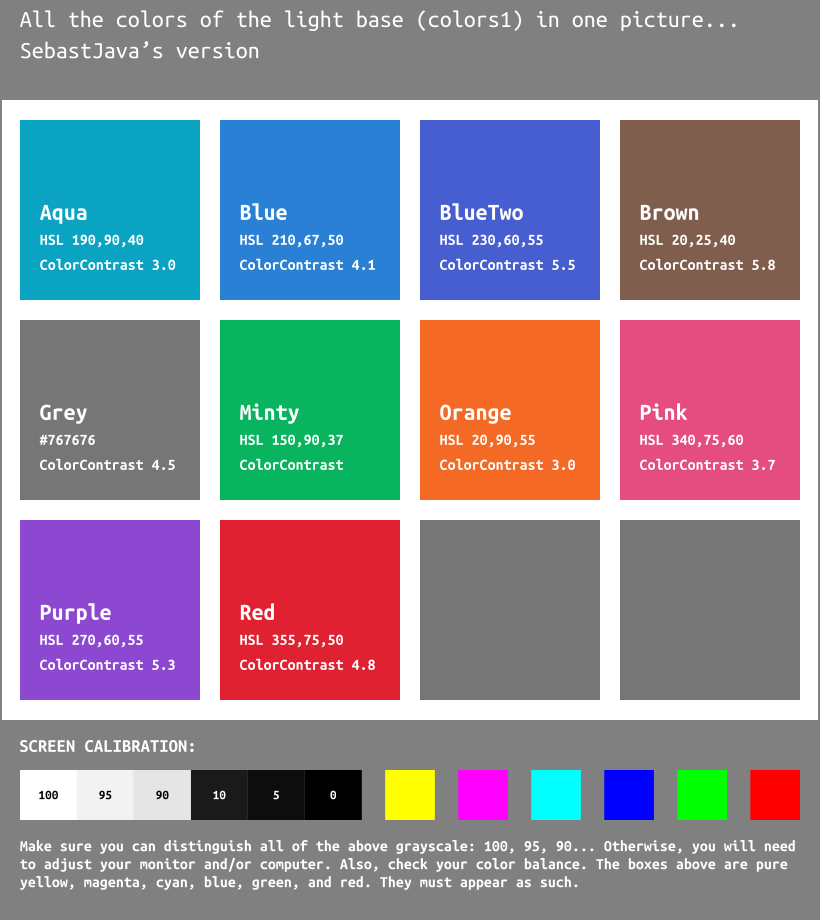 All the colors of the light base (colors1) in one picture...
SebastJava’s version
Aqua
HSL 190,90,40
ColorContrast 3.0
Blue
HSL 210,67,50
ColorContrast 4.1
BlueTwo
HSL 230,60,55
ColorContrast 5.5
Brown
HSL 20,25,40
ColorContrast 5.8
Grey
#767676
ColorContrast 4.5
Minty
HSL 150,90,37
ColorContrast
Orange
HSL 20,90,55
ColorContrast 3.0
Pink
HSL 340,75,60
ColorContrast 3.7
Purple
HSL 270,60,55
ColorContrast 5.3
Red
HSL 355,75,50
ColorContrast 4.8
SCREEN CALIBRATION:
100 95 90 10 5 0
Make sure you can distinguish all of the above grayscale: 100, 95, 90... Otherwise, you will need
to adjust your monitor and/or computer. Also, check your color balance. The boxes above are pure
yellow, magenta, cyan, blue, green, and red. They must appear as such.